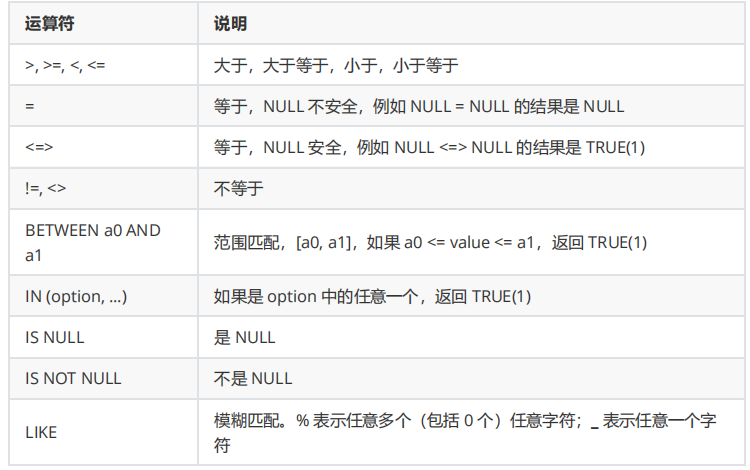 运算符 说明
>, >=, <, <= 大于，大于等于，小于，小于等于
= 等于，NULL 不安全，例如 NULL = NULL 的结果是 NULL
<=> 等于，NULL 安全，例如 NULL <=> NULL 的结果是 TRUE(1)
!=, <> 不等于
BETWEEN a0 AND
a1
范围匹配，[a0, a1]，如果 a0 <= value <= a1，返回 TRUE(1)
IN (option, ...) 如果是 option 中的任意一个，返回 TRUE(1)
IS NULL 是 NULL
IS NOT NULL 不是 NULL
LIKE
模糊匹配。% 表示任意多个（包括 0 个）任意字符；_ 表示任意一个字
符